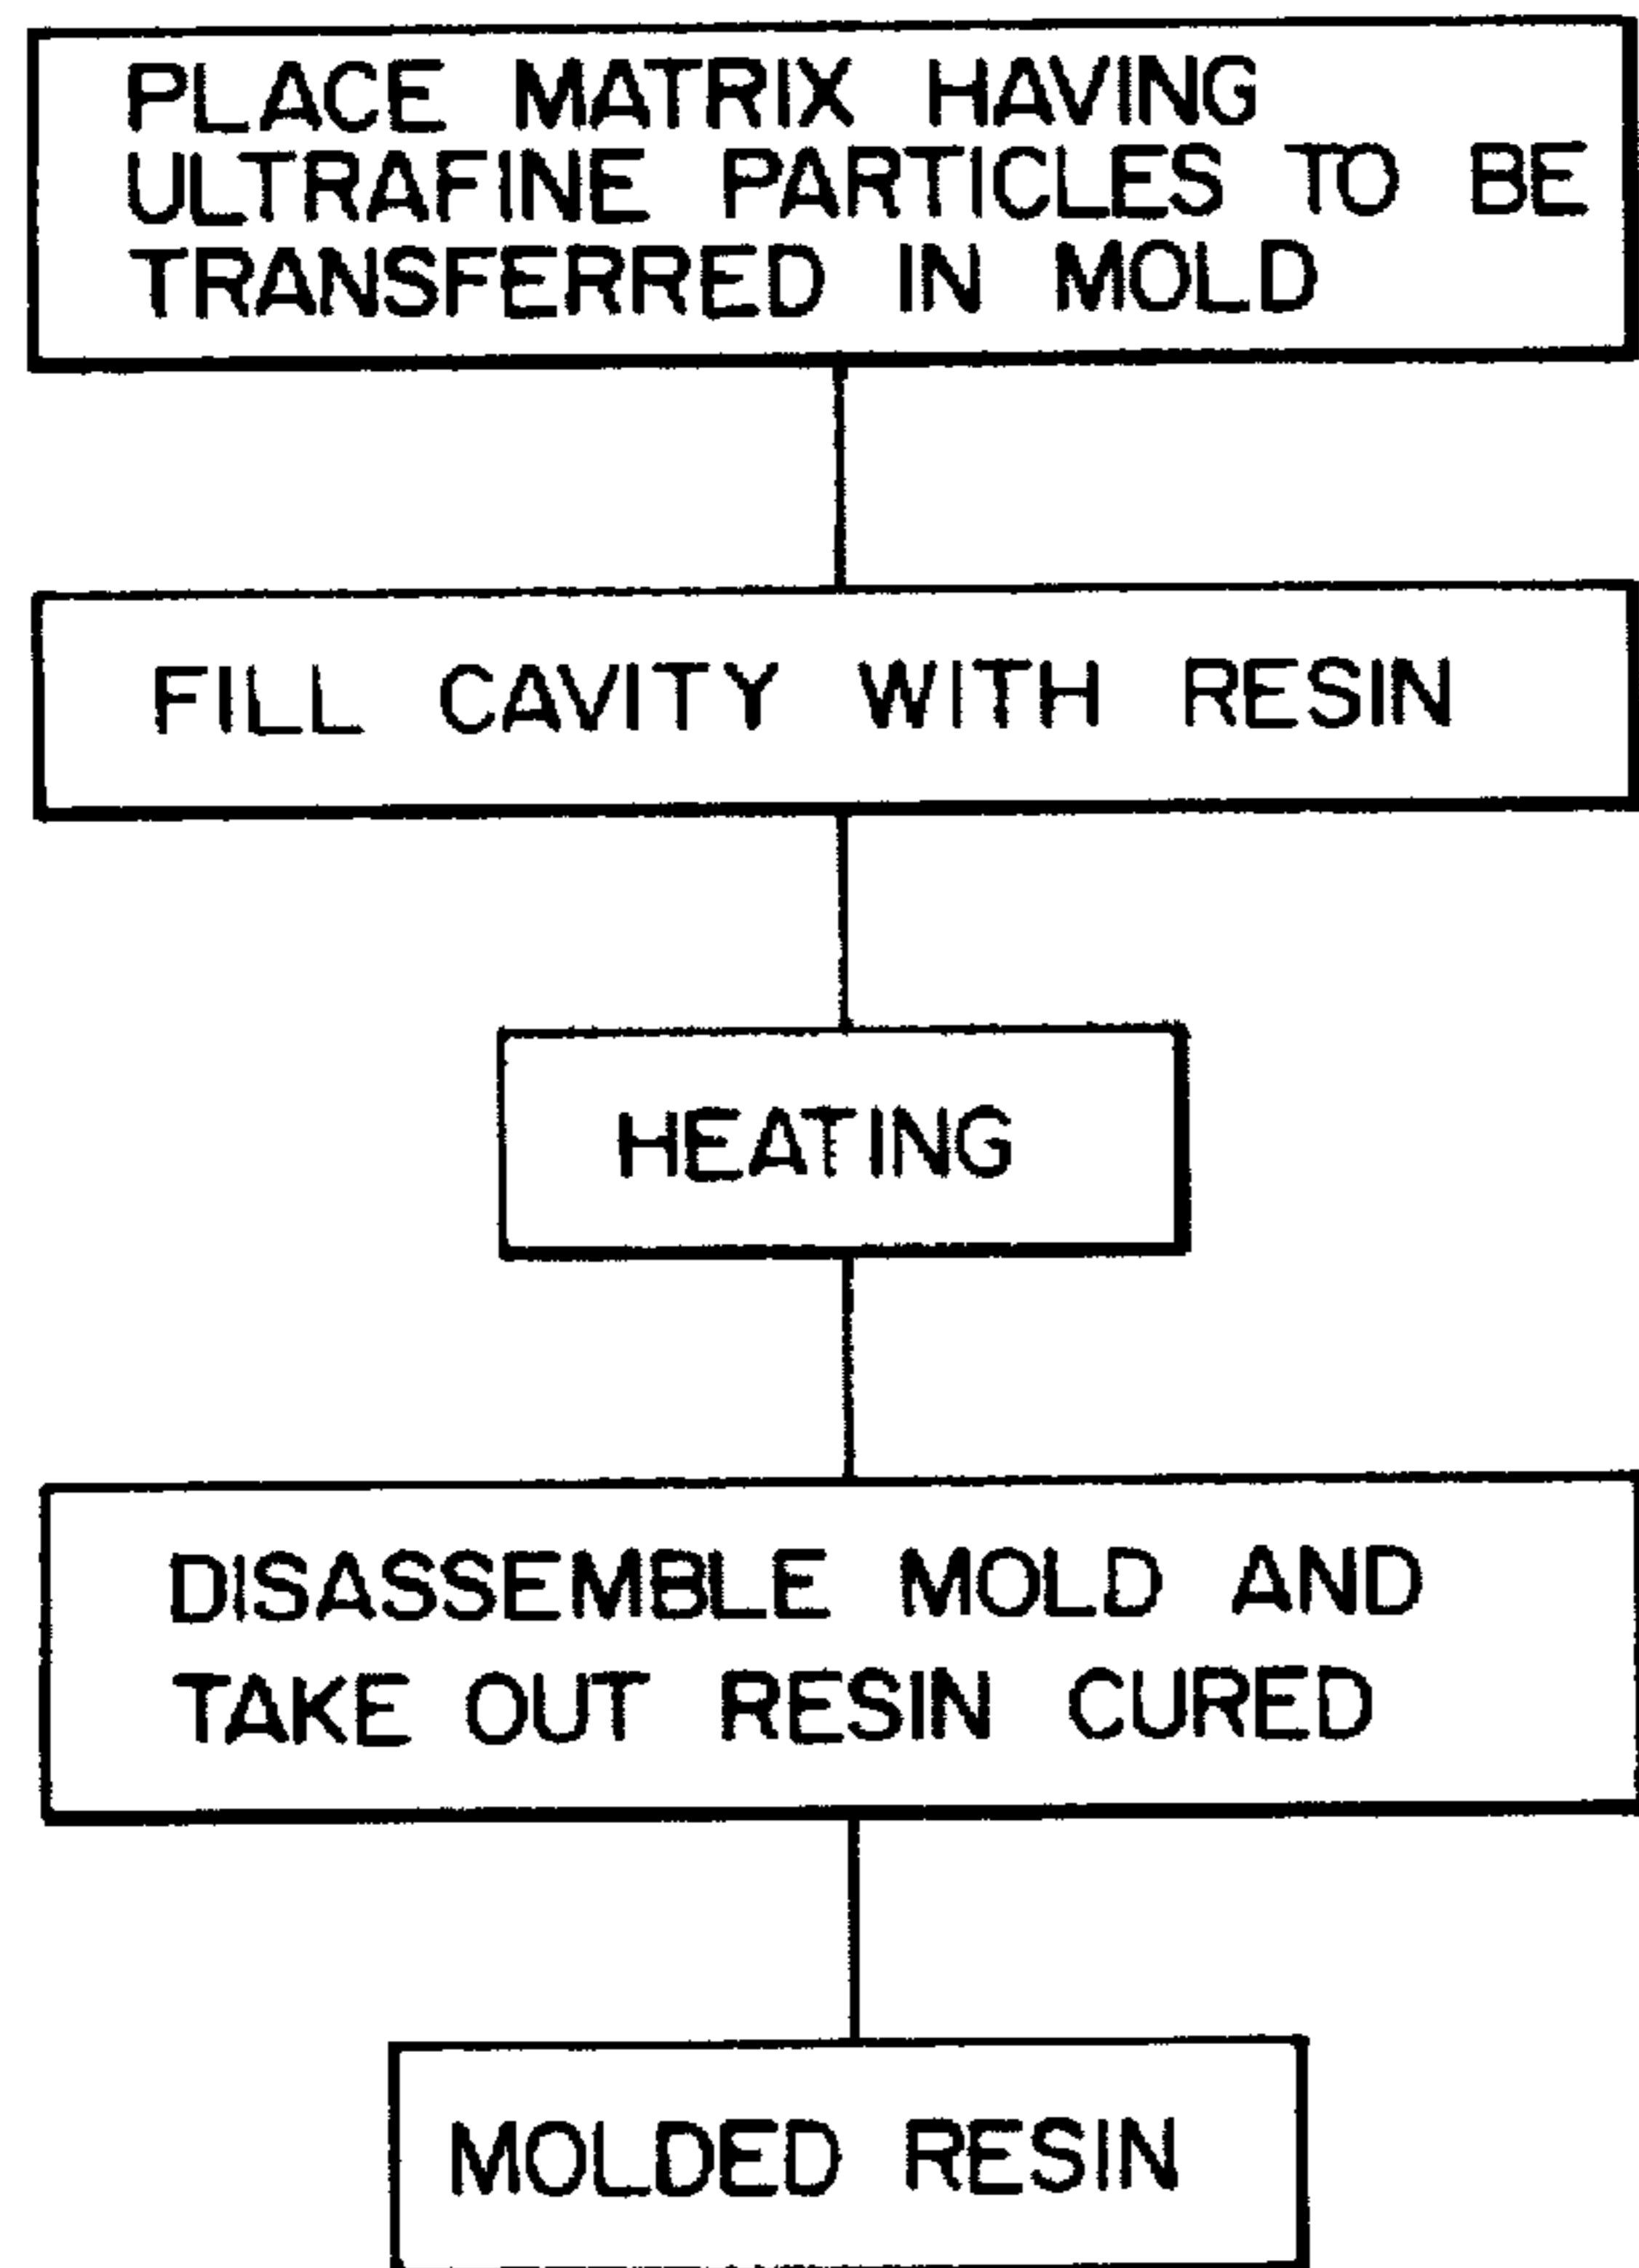 PLACE MATRIX HAVING
ULTRAFINE PARTICLES TO BE
TRANSFERRED IN MOLD
FILL CAVITY WITH RESIN
HEATING
DISASSEMBLE MOLD AND
TAKE OUT RESIN CURED
MOLDED RESIN